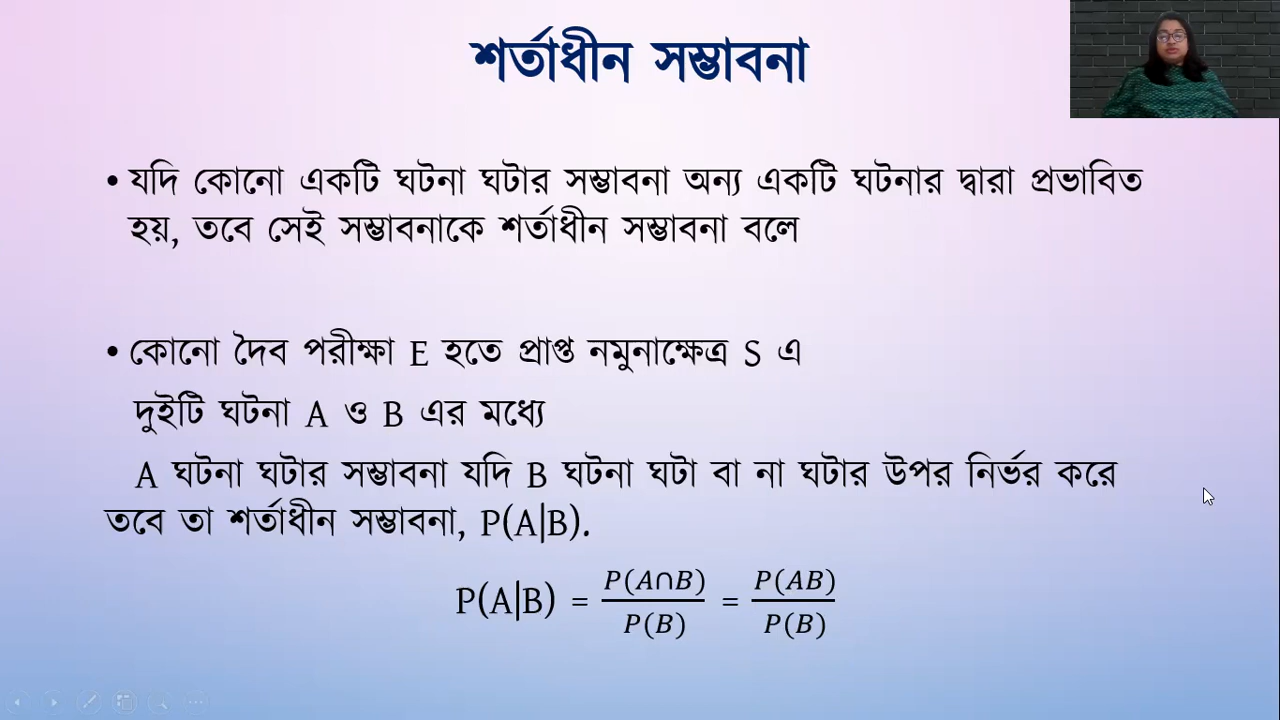 শর্তাধীন সম্ভাবনা
• যদি কোনো একটি ঘটনা ঘটার সম্ভাবনা অন্য একটি ঘটনার দ্বারা প্রভাবিত
হয়, তবে সেই সম্ভাবনাকে শর্তাধীন সম্ভাবনা বলে
• কোনো দৈব পরীক্ষা E হতে প্রাপ্ত নমুনাক্ষেত্র S এ
দুইটি ঘটনা A ও B এর মধ্যে
A ঘটনা ঘটার সম্ভাবনা যদি B ঘটনা ঘটা বা না ঘটার উপর নির্ভর করে
তবে তা শর্তাধীন সম্ভাবনা, P(A|B).
P(A|B) = P(A∩B)/P(B) = P(AB)/P(B)